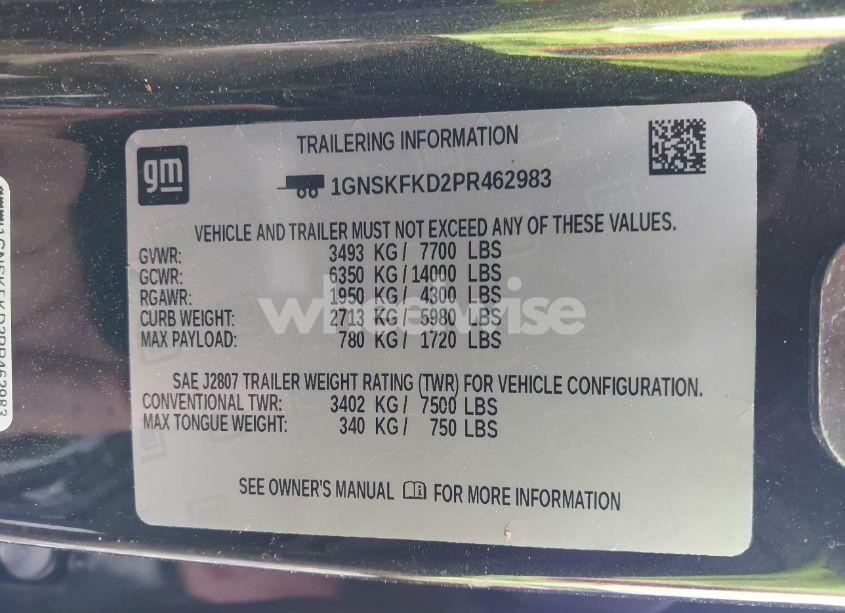 gm
TRAILERING INFORMATION
1GNSKFKD2PR462983
VEHICLE AND TRAILER MUST NOT EXCEED ANY OF THESE VALUES.
GVWR: 3493 KG / 7700 LBS
GCWR: 6350 KG / 14000 LBS
RGAWR: 1950 KG / 4300 LBS
CURB WEIGHT: 2713 KG / 5980 LBS
MAX PAYLOAD: 780 KG / 1720 LBS
SAE J2807 TRAILER WEIGHT RATING (TWR) FOR VEHICLE CONFIGURATION.
CONVENTIONAL TWR: 3402 KG / 7500 LBS
MAX TONGUE WEIGHT: 340 KG / 750 LBS
SEE OWNER'S MANUAL FOR MORE INFORMATION
wheelwise
1GNSKFKD2PR462983